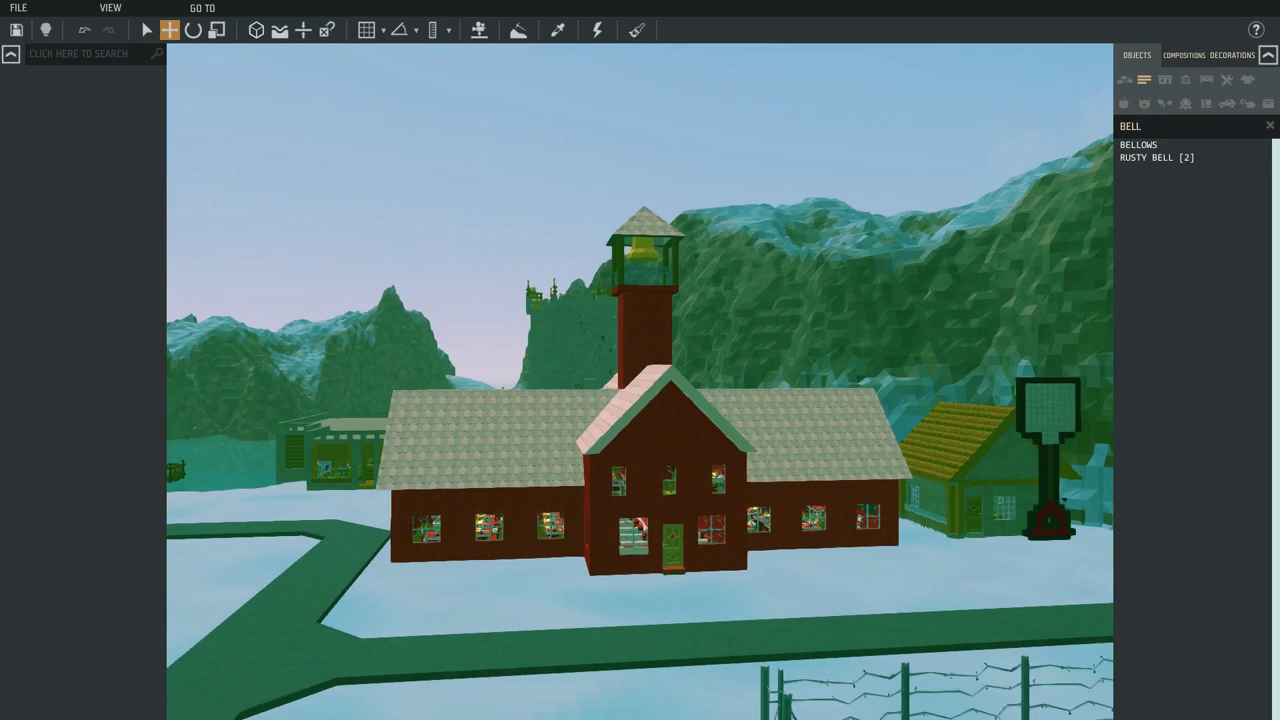 FILE
VIEW
GO TO
CLICK HERE TO SEARCH
OBJECTS
COMPOSITIONS
DECORATIONS
BELL
BELLOWS
RUSTY BELL [2]